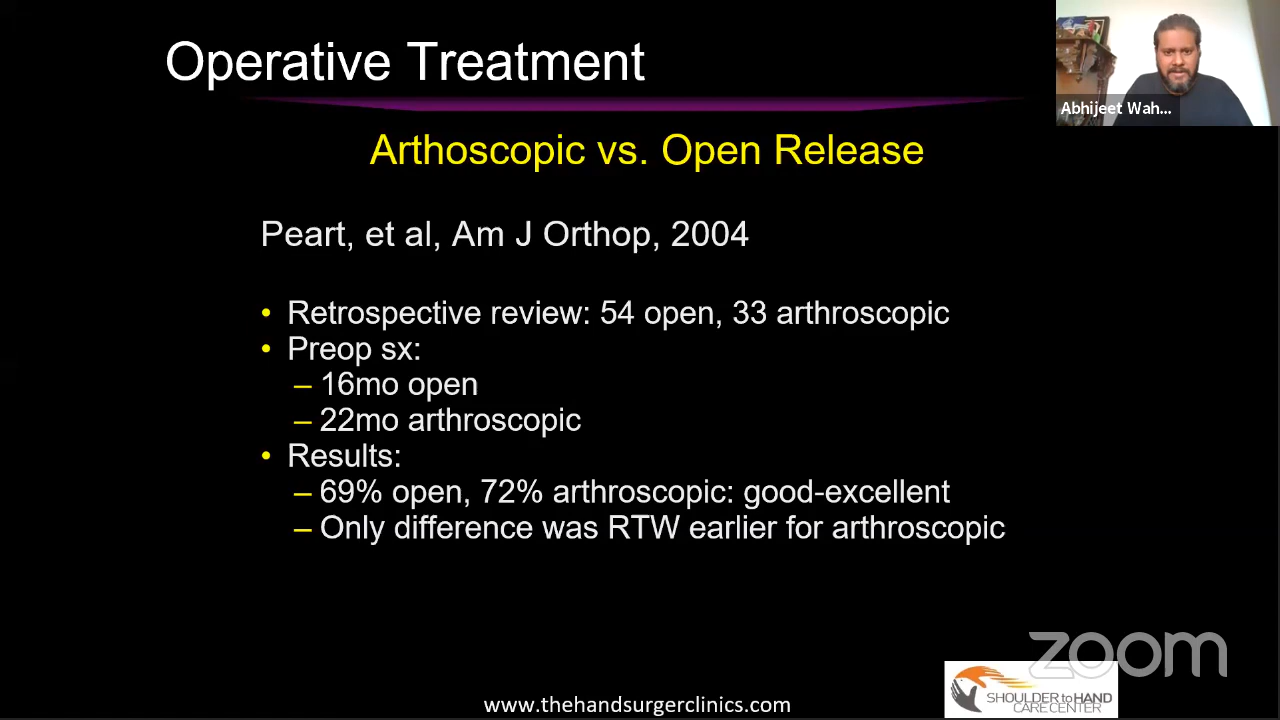 Operative Treatment
Abhijeet Wah...
Arthoscopic vs. Open Release
Peart, et al, Am J Orthop, 2004
• Retrospective review: 54 open, 33 arthroscopic
• Preop sx:
– 16mo open
– 22mo arthroscopic
• Results:
– 69% open, 72% arthroscopic: good-excellent
– Only difference was RTW earlier for arthroscopic
zoom
SHOULDER to HAND
CARE CENTER
www.thehandsurgerclinics.com